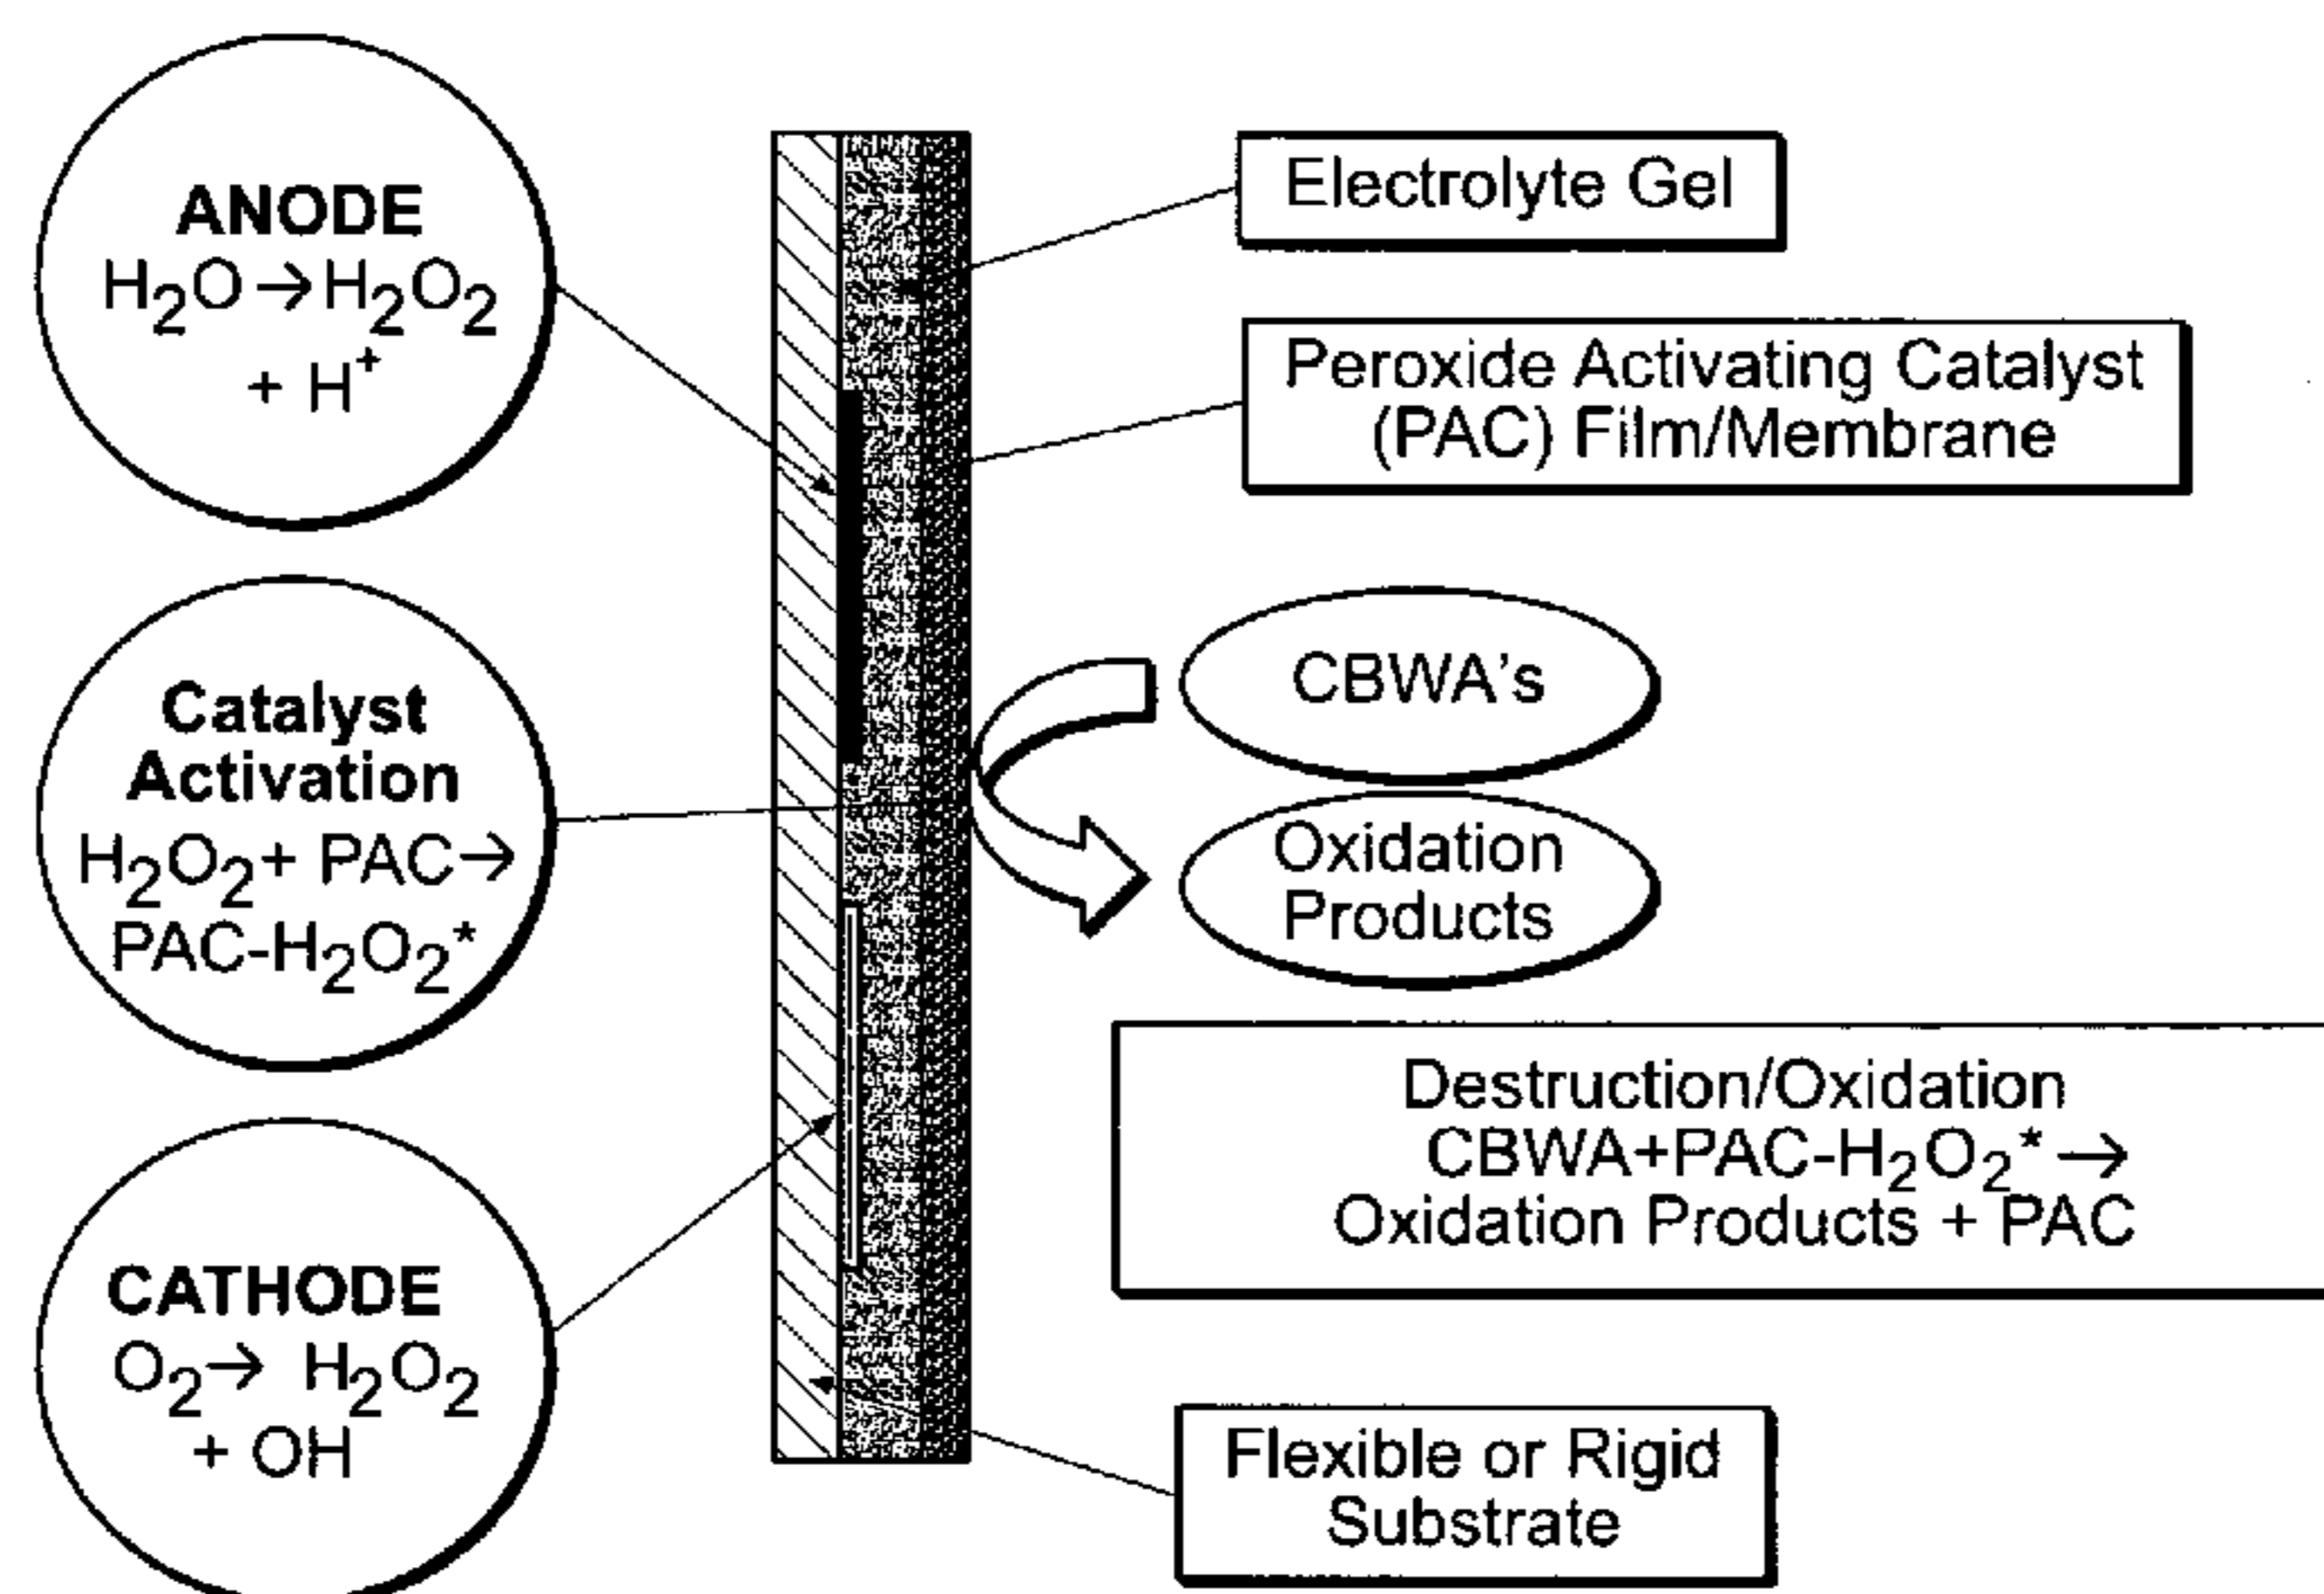 ANODE
H₂O → H₂O₂
+ H⁺
Catalyst
Activation
H₂O₂+ PAC→
PAC-H₂O₂*
CATHODE
O₂→ H₂O₂
+ OH
Electrolyte Gel
Peroxide Activating Catalyst
(PAC) Film/Membrane
CBWA's
Oxidation
Products
Destruction/Oxidation
CBWA+PAC-H₂O₂*→
Oxidation Products + PAC
Flexible or Rigid
Substrate